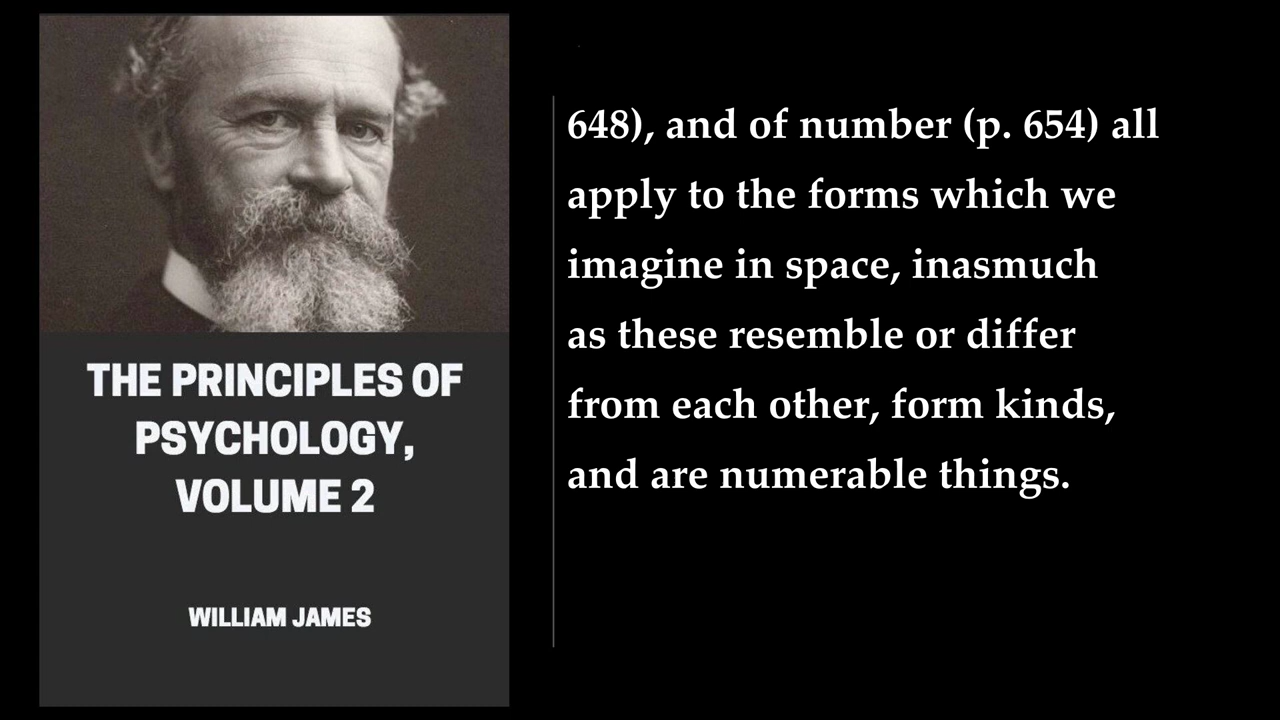 THE PRINCIPLES OF
PSYCHOLOGY,
VOLUME 2
WILLIAM JAMES
648), and of number (p. 654) all
apply to the forms which we
imagine in space, inasmuch
as these resemble or differ
from each other, form kinds,
and are numerable things.